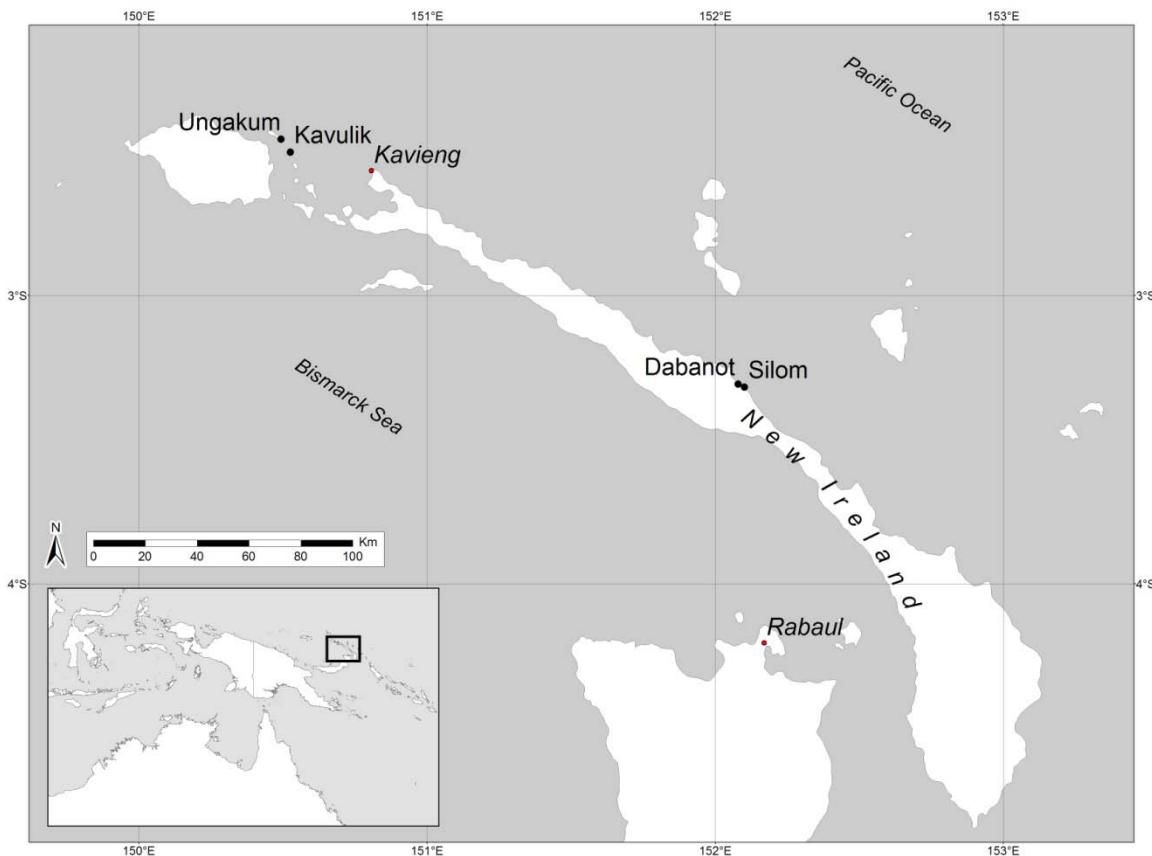 150°E 151°E 152°E 153°E
Pacific Ocean
Ungakum
Kavulik
Kavieng
3°S 3°S
Dabanot Silom
Bismarck Sea
New Ireland
N
Km
0 20 40 60 80 100
4°S 4°S
Rabaul
150°E 151°E 152°E 153°E